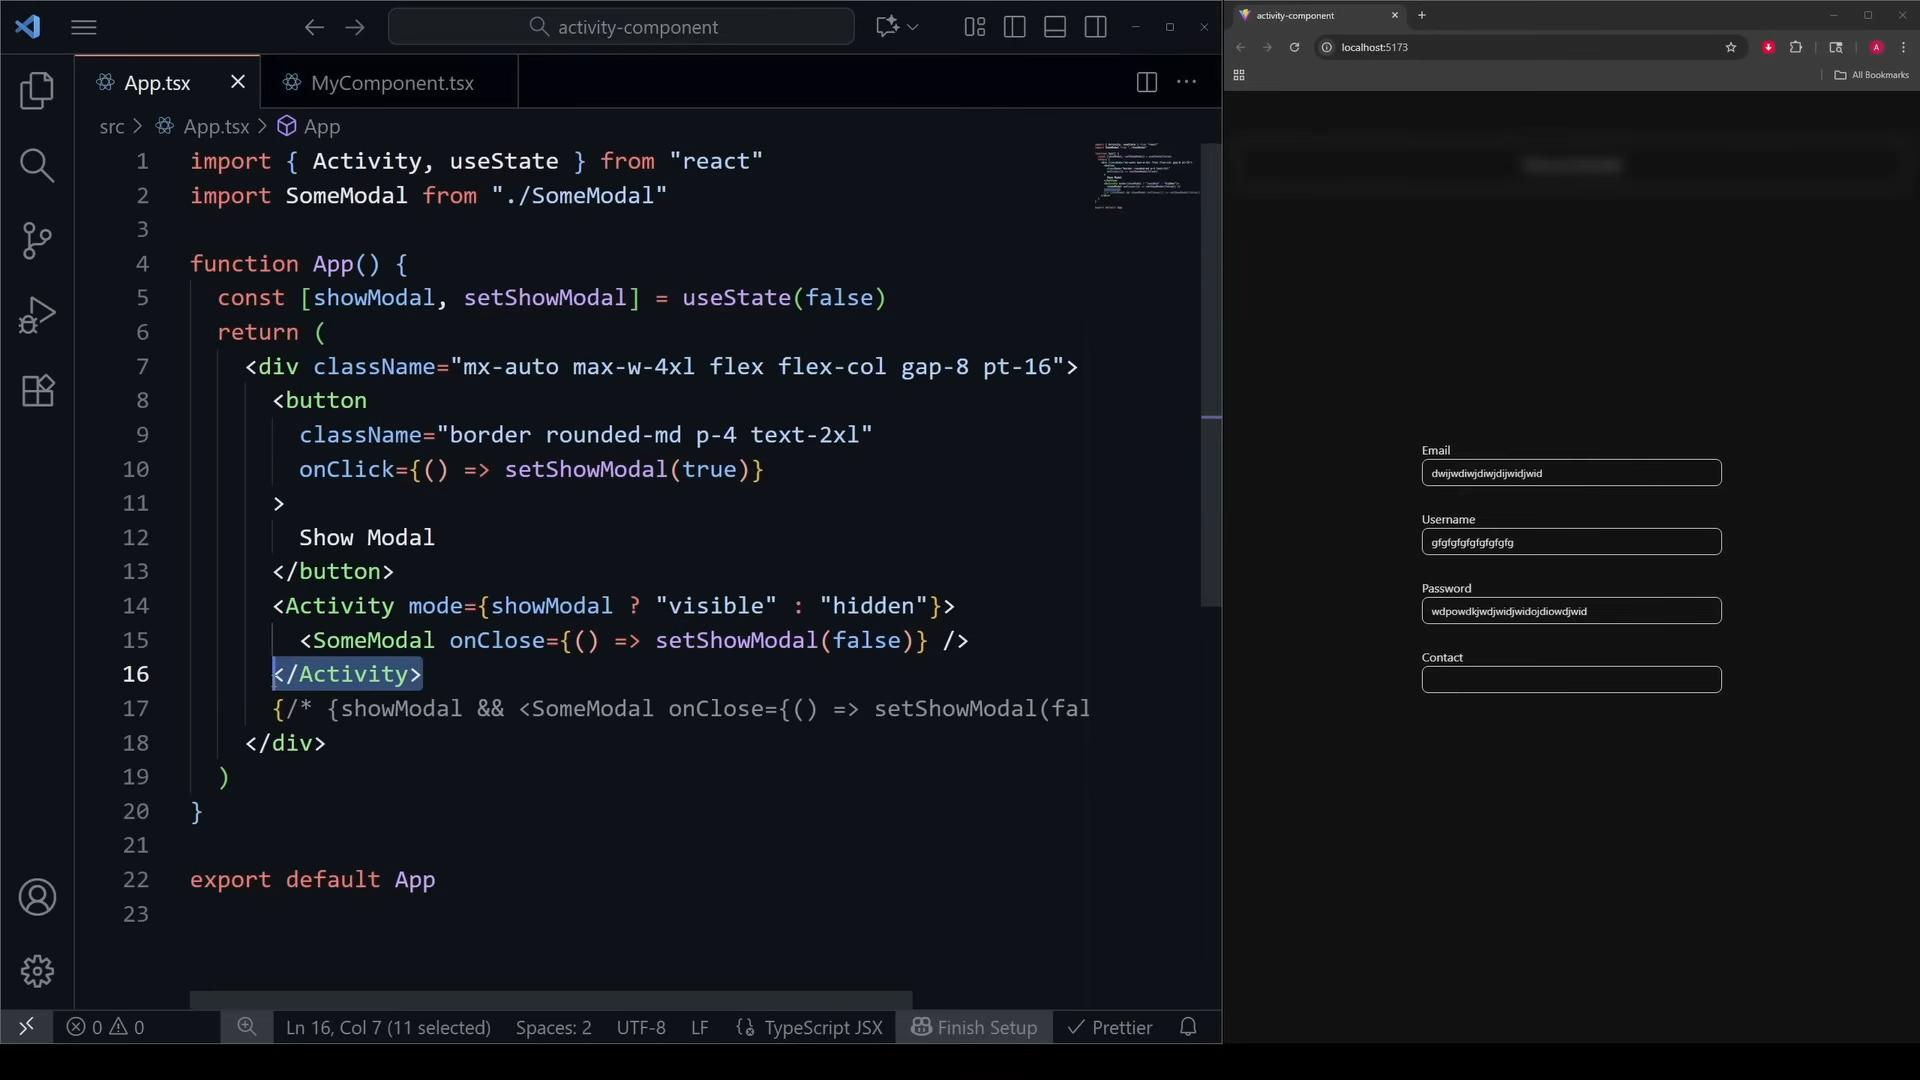 activity-component
App.tsx
MyComponent.tsx
src > App.tsx > App
1 import { Activity, useState } from "react"
2 import SomeModal from "./SomeModal"
3
4 function App() {
5 const [showModal, setShowModal] = useState(false)
6 return (
7 <div className="mx-auto max-w-4xl flex flex-col gap-8 pt-16">
8 <button
9 className="border rounded-md p-4 text-2xl"
10 onClick={() => setShowModal(true)}
11 >
12 Show Modal
13 </button>
14 <Activity mode={showModal ? "visible" : "hidden"}>
15 <SomeModal onClose={() => setShowModal(false)} />
16 </Activity>
17 {/* {showModal && <SomeModal onClose={() => setShowModal(fal
18 </div>
19 )
20 }
21
22 export default App
23
0 0
Ln 16, Col 7 (11 selected)
Spaces: 2
UTF-8
LF
TypeScript JSX
Finish Setup
Prettier
activity-component
localhost:5173
A
All Bookmarks
Email
dwijwdiwjdiwjdijwidjwid
Username
gfgfgfgfgfgfgfgfg
Password
wdpowdkjwdjwidjwidojdiowdjwid
Contact